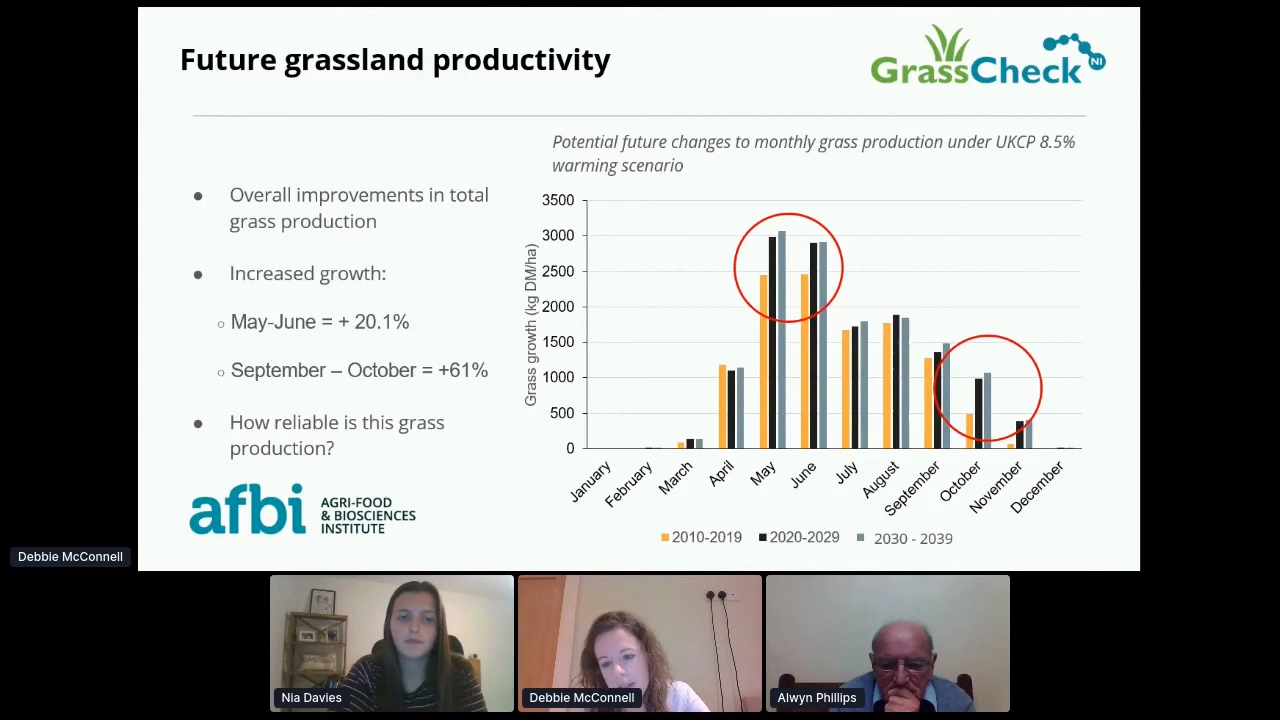 Future grassland productivity
GrassCheck NI
Potential future changes to monthly grass production under UKCP 8.5%
warming scenario
● Overall improvements in total
grass production
● Increased growth:
○ May-June = + 20.1%
○ September – October = +61%
● How reliable is this grass
production?
afbi
AGRI-FOOD
& BIOSCIENCES
INSTITUTE
Grass growth (kg DM/ha)
3500
3000
2500
2000
1500
1000
500
0
January
February
March
April
May
June
July
August
September
October
November
December
2010-2019 2020-2029 2030 - 2039
Debbie McConnell
Nia Davies
Debbie McConnell
Alwyn Phillips